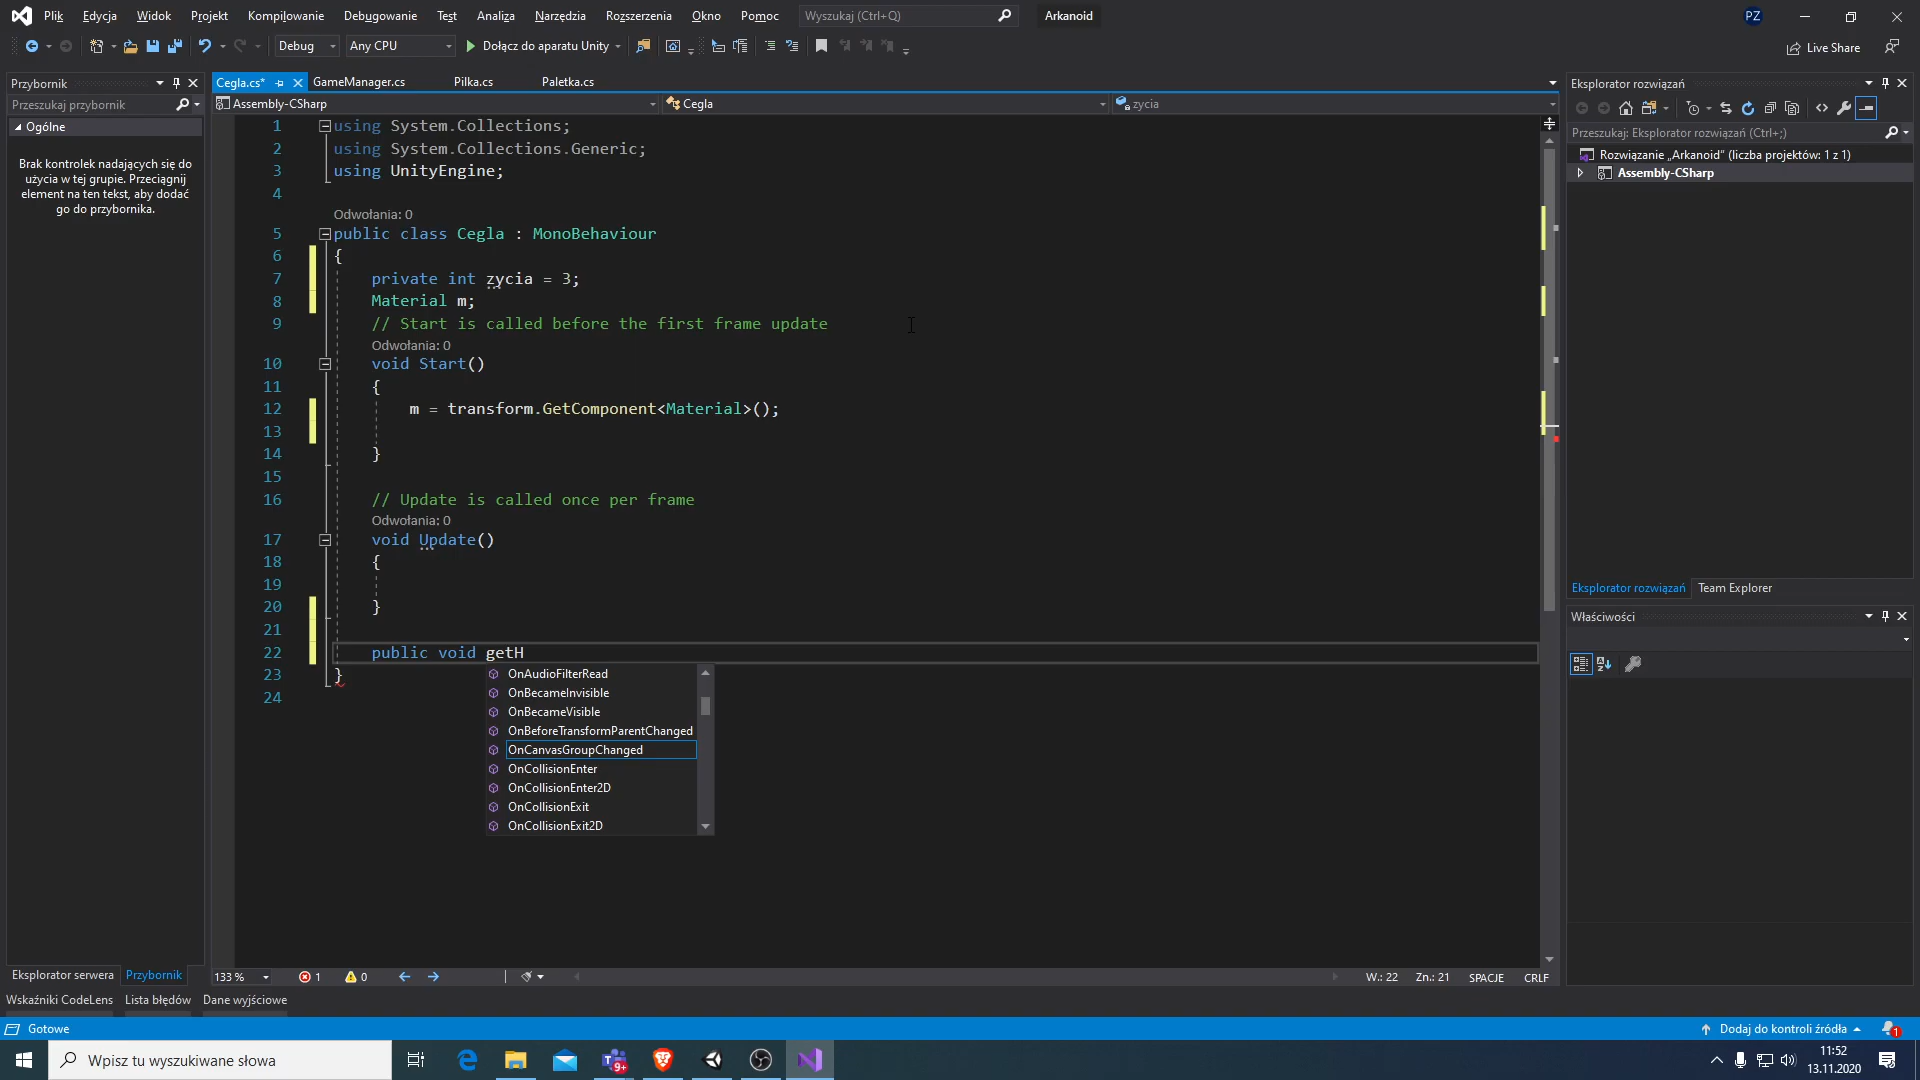 Plik Edycja Widok Projekt Kompilowanie Debugowanie Test Analiza Narzędzia Rozszerzenia Okno Pomoc Wyszukaj (Ctrl+Q) Arkanoid PZ
Debug Any CPU Dołącz do aparatu Unity Live Share
Przybornik
Przeszukaj przybornik
Ogólne
Brak kontrolek nadających się do
użycia w tej grupie. Przeciągnij
element na ten tekst, aby dodać
go do przybornika.
Cegla.cs* GameManager.cs Pilka.cs Paletka.cs
Assembly-CSharp Cegla zycia
1 using System.Collections;
2 using System.Collections.Generic;
3 using UnityEngine;
4
Odwołania: 0
5 public class Cegla : MonoBehaviour
6 {
7 private int zycia = 3;
8 Material m;
9 // Start is called before the first frame update
Odwołania: 0
10 void Start()
11 {
12 m = transform.GetComponent<Material>();
13
14 }
15
16 // Update is called once per frame
Odwołania: 0
17 void Update()
18 {
19
20 }
21
22 public void getH
23 }
24
OnAudioFilterRead
OnBecameInvisible
OnBecameVisible
OnBeforeTransformParentChanged
OnCanvasGroupChanged
OnCollisionEnter
OnCollisionEnter2D
OnCollisionExit
OnCollisionExit2D
Eksplorator rozwiązań
Przeszukaj: Eksplorator rozwiązań (Ctrl+;)
Rozwiązanie „Arkanoid” (liczba projektów: 1 z 1)
Assembly-CSharp
Eksplorator rozwiązań Team Explorer
Właściwości
Eksplorator serwera Przybornik
133 % 1 0 W.: 22 Zn.: 21 SPACJE CRLF
Wskaźniki CodeLens Lista błędów Dane wyjściowe
Gotowe Dodaj do kontroli źródła 1
Wpisz tu wyszukiwane słowa 9+ 11:52
13.11.2020